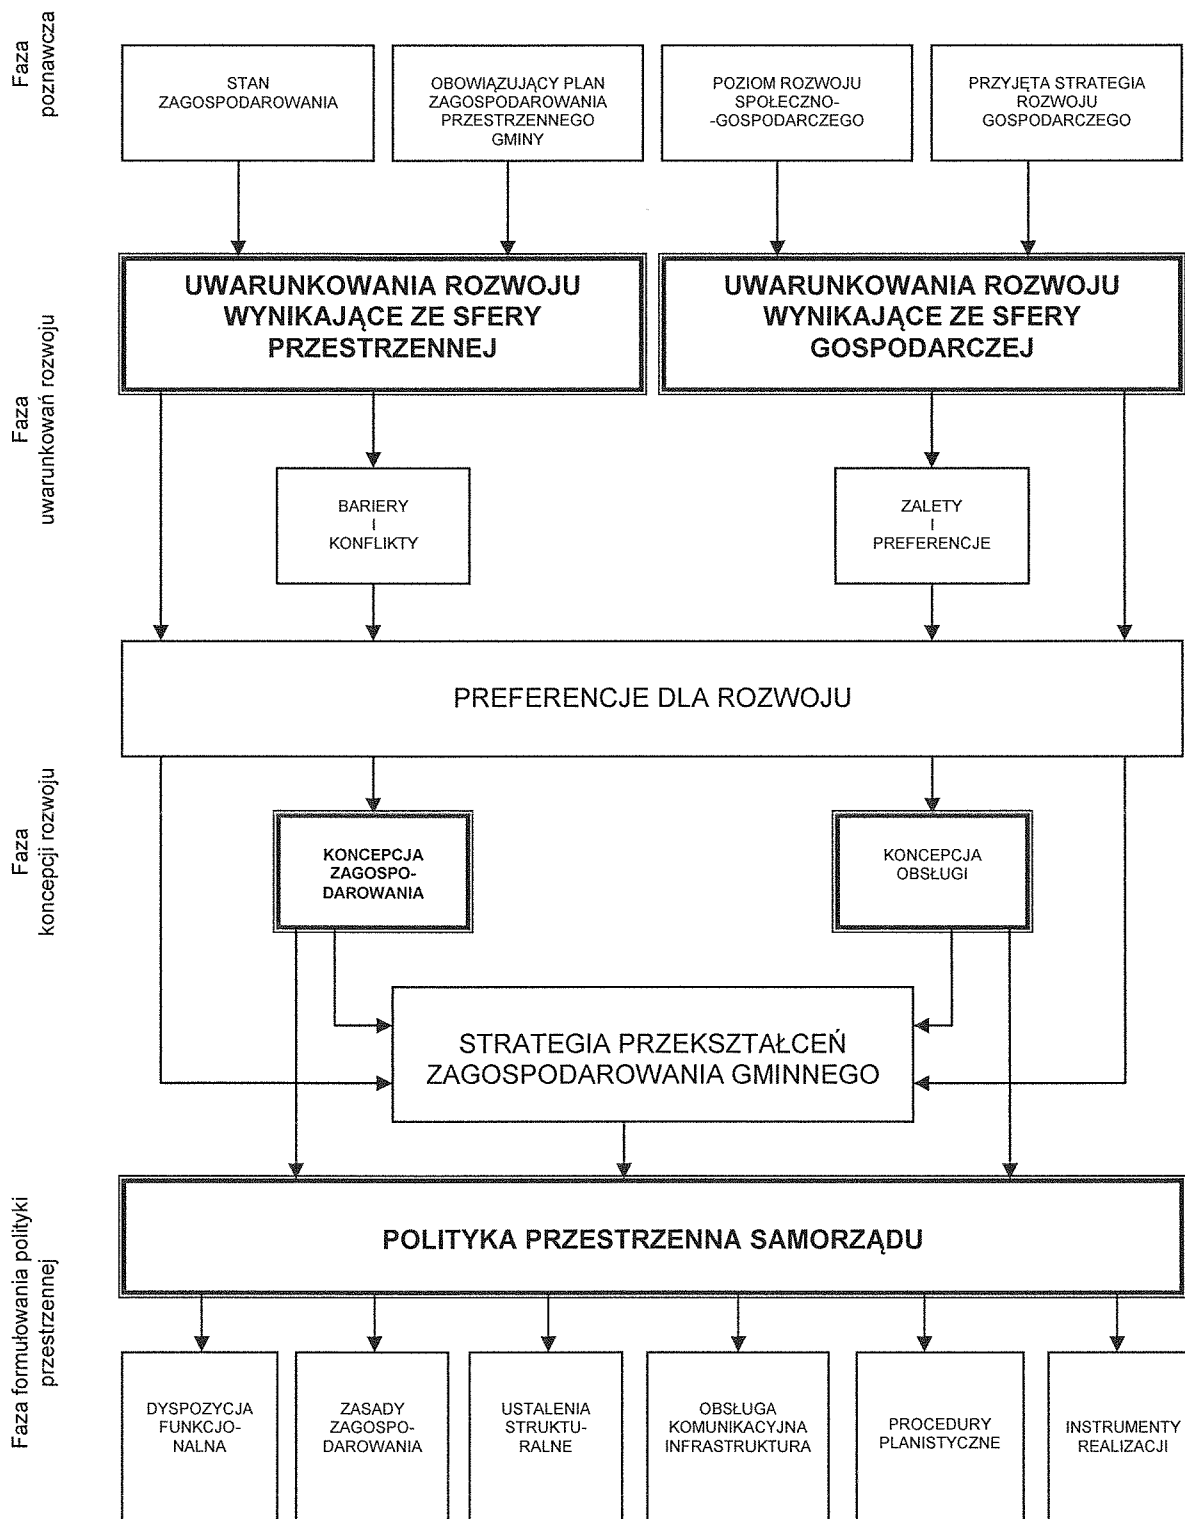 Faza
poznawcza
STAN
ZAGOSPODAROWANIA
OBOWIĄZUJĄCY PLAN
ZAGOSPODAROWANIA
PRZESTRZENNEGO
GMINY
POZIOM ROZWOJU
SPOŁECZNO-
-GOSPODARCZEGO
PRZYJĘTA STRATEGIA
ROZWOJU
GOSPODARCZEGO
Faza
uwarunkowań rozwoju
UWARUNKOWANIA ROZWOJU
WYNIKAJĄCE ZE SFERY
PRZESTRZENNEJ
UWARUNKOWANIA ROZWOJU
WYNIKAJĄCE ZE SFERY
GOSPODARCZEJ
BARIERY
I
KONFLIKTY
ZALETY
I
PREFERENCJE
PREFERENCJE DLA ROZWOJU
Faza
koncepcji rozwoju
KONCEPCJA
ZAGOSPO-
DAROWANIA
KONCEPCJA
OBSŁUGI
STRATEGIA PRZEKSZTAŁCEŃ
ZAGOSPODAROWANIA GMINNEGO
Faza formułowania polityki
przestrzennej
POLITYKA PRZESTRZENNA SAMORZĄDU
DYSPOZYCJA
FUNKCJO-
NALNA
ZASADY
ZAGOSPO-
DAROWANIA
USTALENIA
STRUKTU-
RALNE
OBSŁUGA
KOMUNIKACYJNA
INFRASTRUKTURA
PROCEDURY
PLANISTYCZNE
INSTRUMENTY
REALIZACJI